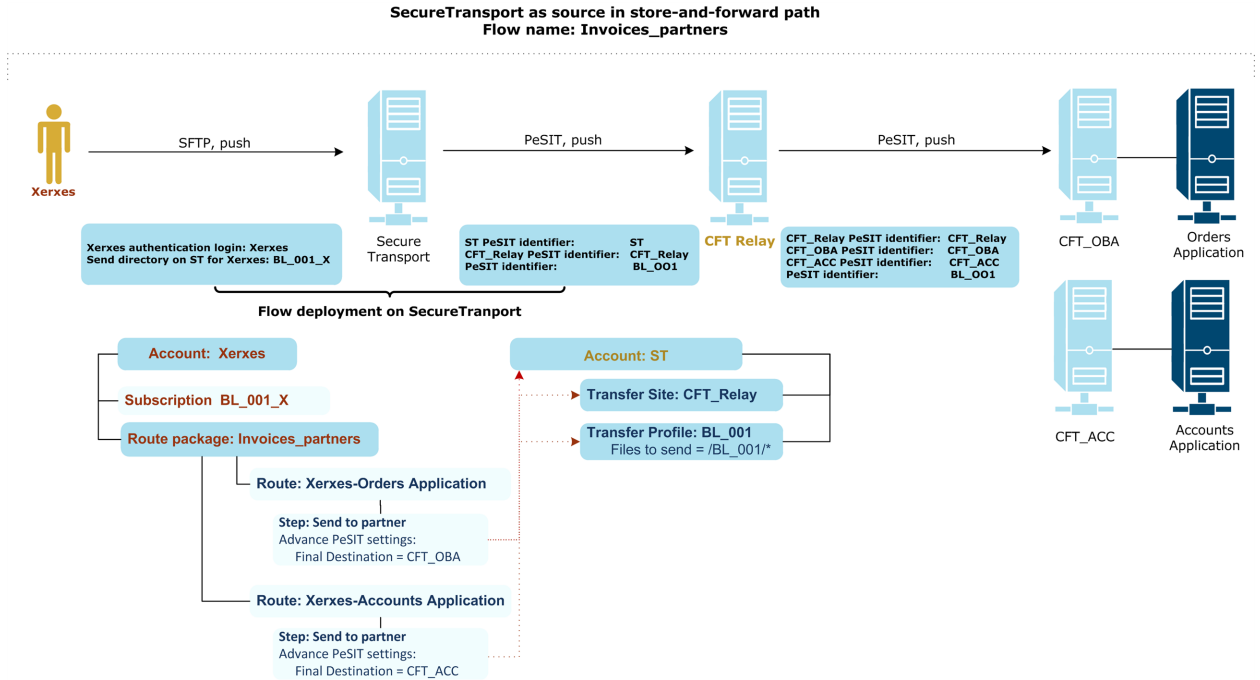 SecureTransport as source in store-and-forward path
Flow name: Invoices_partners
SFTP, push
PeSIT, push
PeSIT, push
Xerxes
Secure
Transport
CFT Relay
CFT_OBA
Orders
Application
Xerxes authentication login: Xerxes
Send directory on ST for Xerxes: BL_001_X
ST PeSIT identifier: ST
CFT_Relay PeSIT identifier: CFT_Relay
PeSIT identifier: BL_OO1
CFT_Relay PeSIT identifier: CFT_Relay
CFT_OBA PeSIT identifier: CFT_OBA
CFT_ACC PeSIT identifier: CFT_ACC
PeSIT identifier: BL_OO1
Flow deployment on SecureTranport
CFT_ACC
Accounts
Application
Account: Xerxes
Subscription BL_001_X
Route package: Invoices_partners
Route: Xerxes-Orders Application
Step: Send to partner
Advance PeSIT settings:
Final Destination = CFT_OBA
Route: Xerxes-Accounts Application
Step: Send to partner
Advance PeSIT settings:
Final Destination = CFT_ACC
Account: ST
Transfer Site: CFT_Relay
Transfer Profile: BL_001
Files to send = /BL_001/*